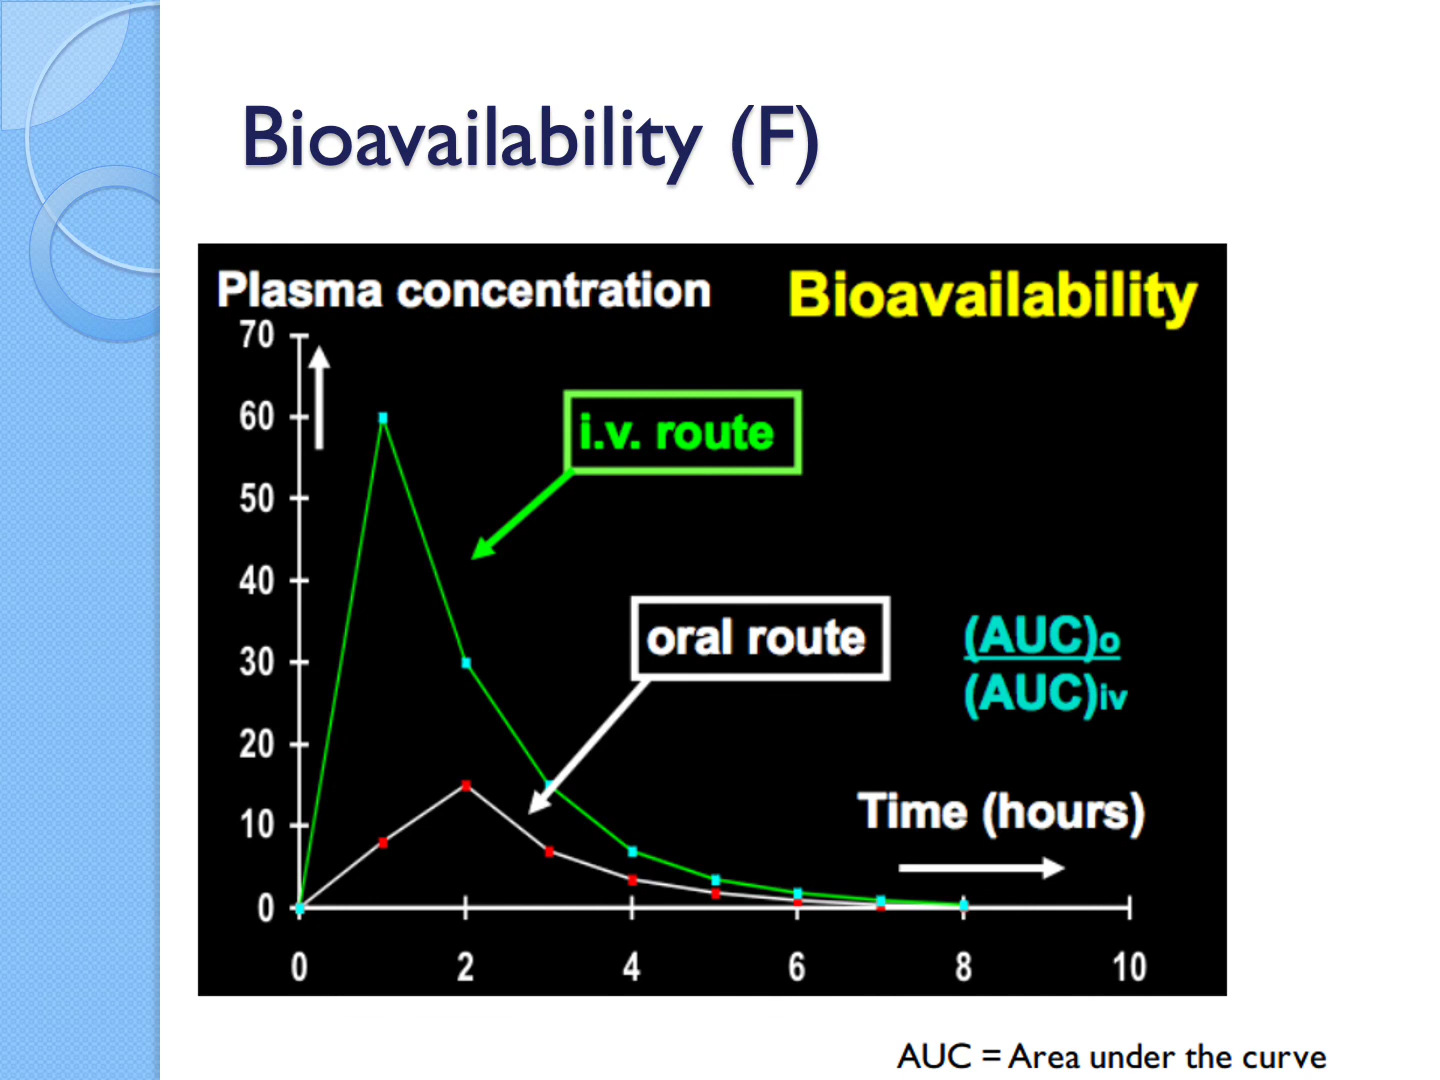 Bioavailability (F)
Plasma concentration
Bioavailability
70
60
50
40
30
20
10
0
i.v. route
oral route
(AUC)o
(AUC)iv
Time (hours)
0 2 4 6 8 10
AUC = Area under the curve